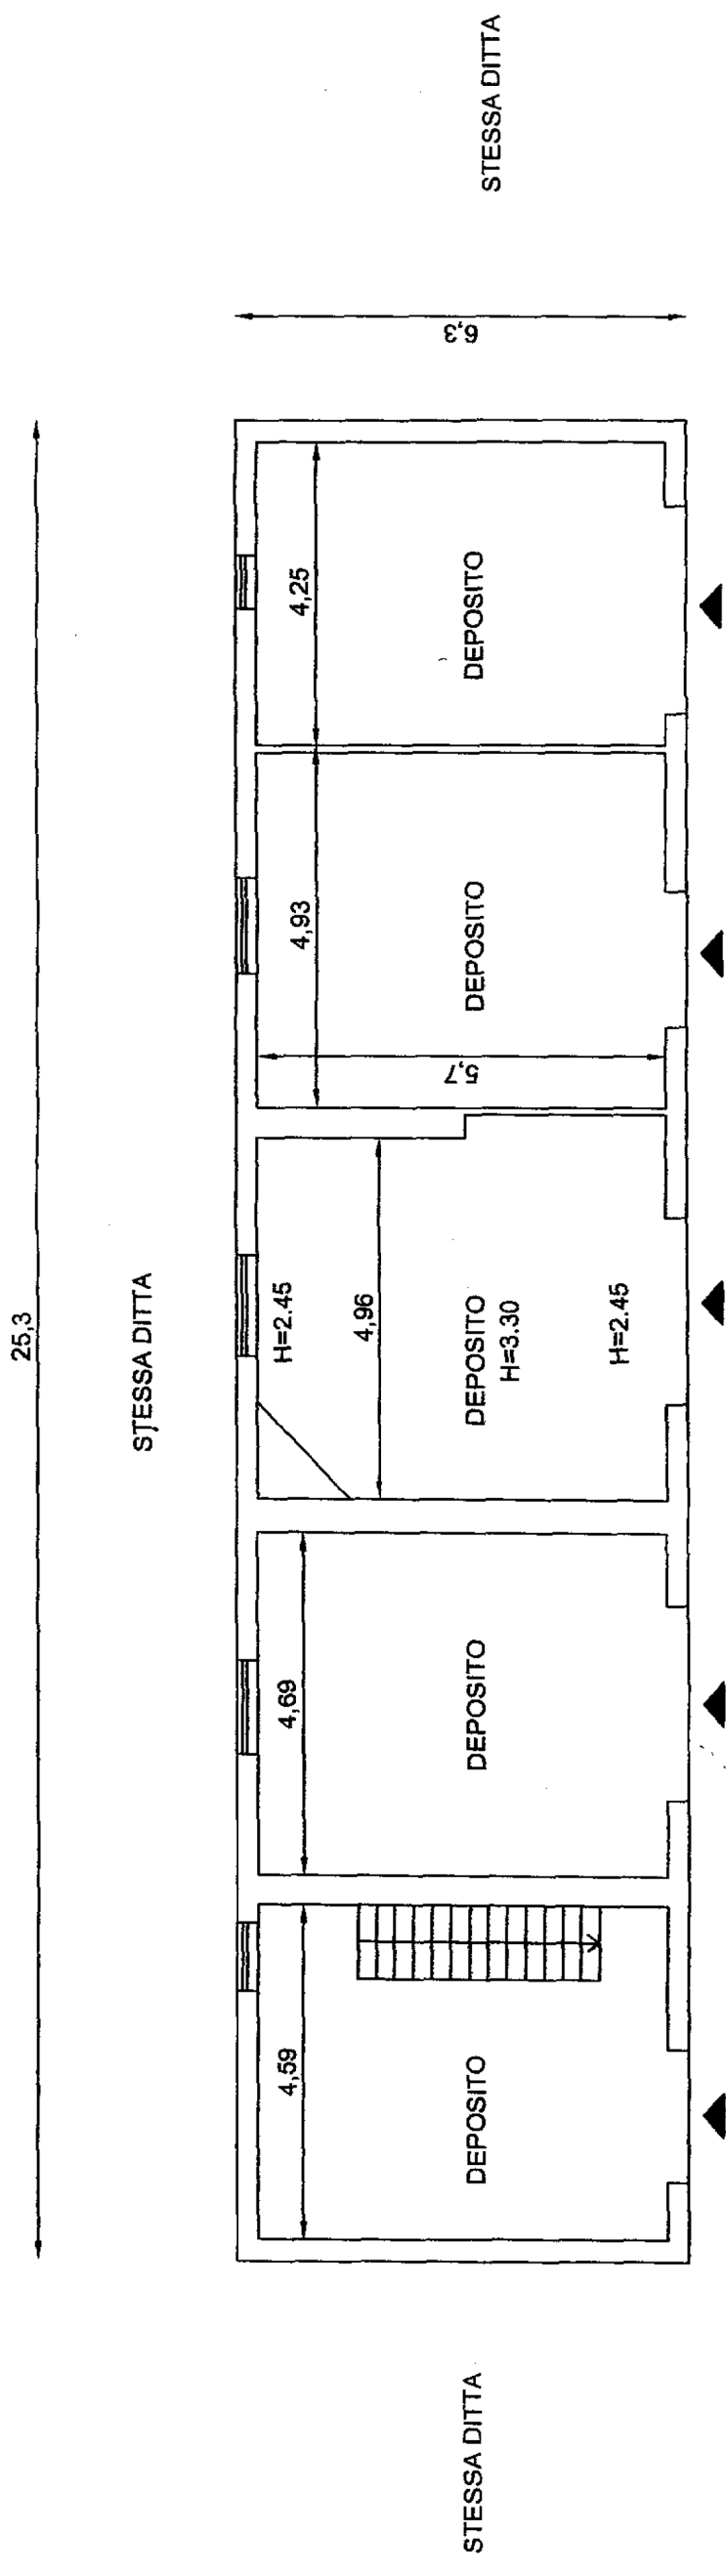 25,3
STESSA DITTA
STESSA DITTA
4,59
DEPOSITO
4,69
DEPOSITO
H=2.45
4,96
DEPOSITO
H=3.30
H=2.45
4,93
5,7
DEPOSITO
4,25
DEPOSITO
6,3
STESSA DITTA